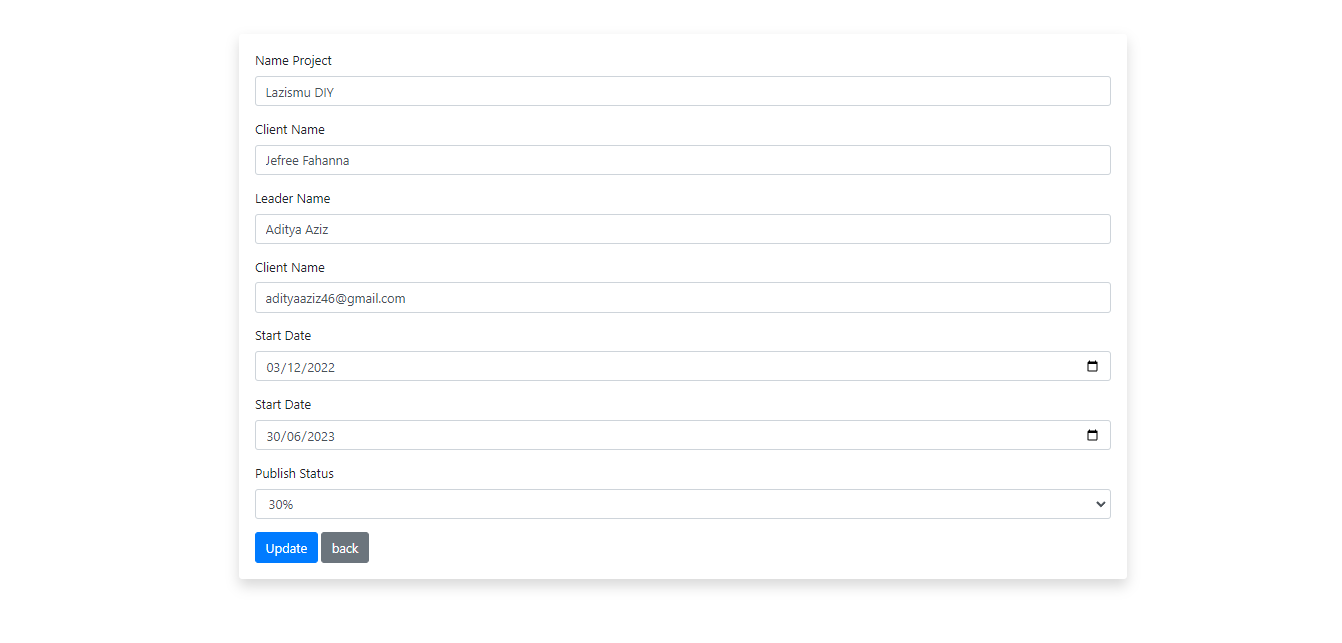 Name Project
Lazismu DIY
Client Name
Jefree Fahanna
Leader Name
Aditya Aziz
Client Name
adityaaziz46@gmail.com
Start Date
03/12/2022
Start Date
30/06/2023
Publish Status
30%
Update back